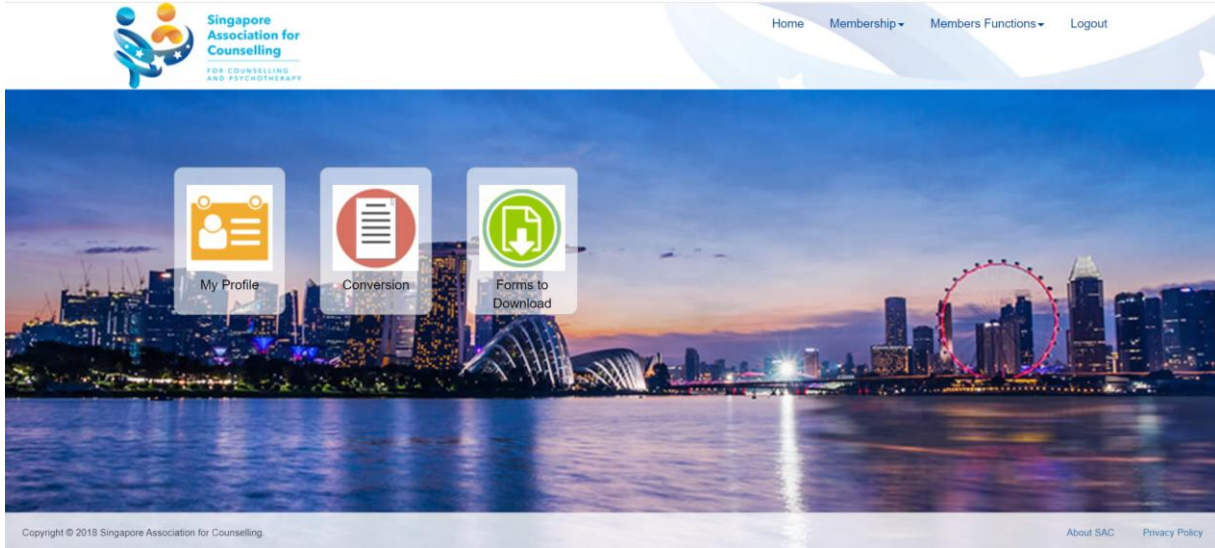 Singapore
Association for
Counselling
FOR COUNSELLING
AND PSYCHOTHERAPY
Home Membership Members Functions Logout
My Profile Conversion Forms to
Download
Copyright © 2018 Singapore Association for Counselling.
About SAC Privacy Policy